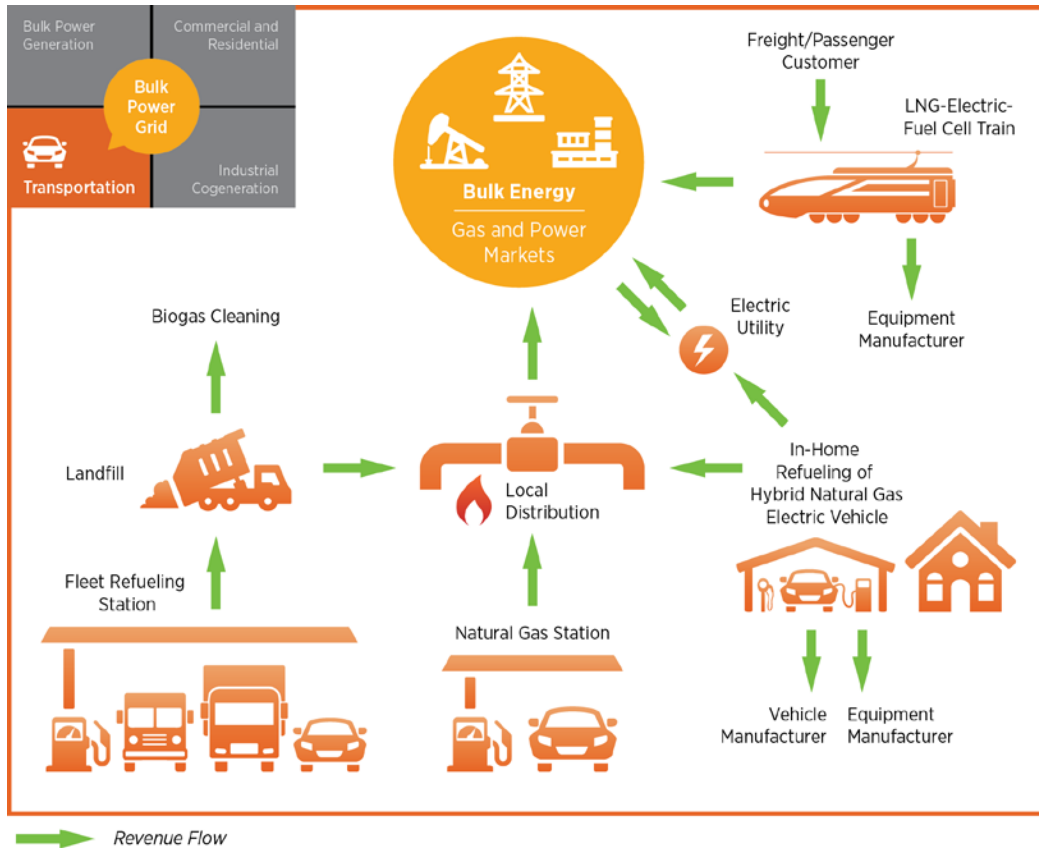 Bulk Power
Generation
Commercial and
Residential
Bulk
Power
Grid
Transportation
Industrial
Cogeneration
Bulk Energy
Gas and Power
Markets
Freight/Passenger
Customer
LNG-Electric-
Fuel Cell Train
Equipment
Manufacturer
Electric
Utility
Biogas Cleaning
Landfill
Local
Distribution
In-Home
Refueling of
Hybrid Natural Gas
Electric Vehicle
Fleet Refueling
Station
Natural Gas Station
Vehicle
Manufacturer
Equipment
Manufacturer
Revenue Flow